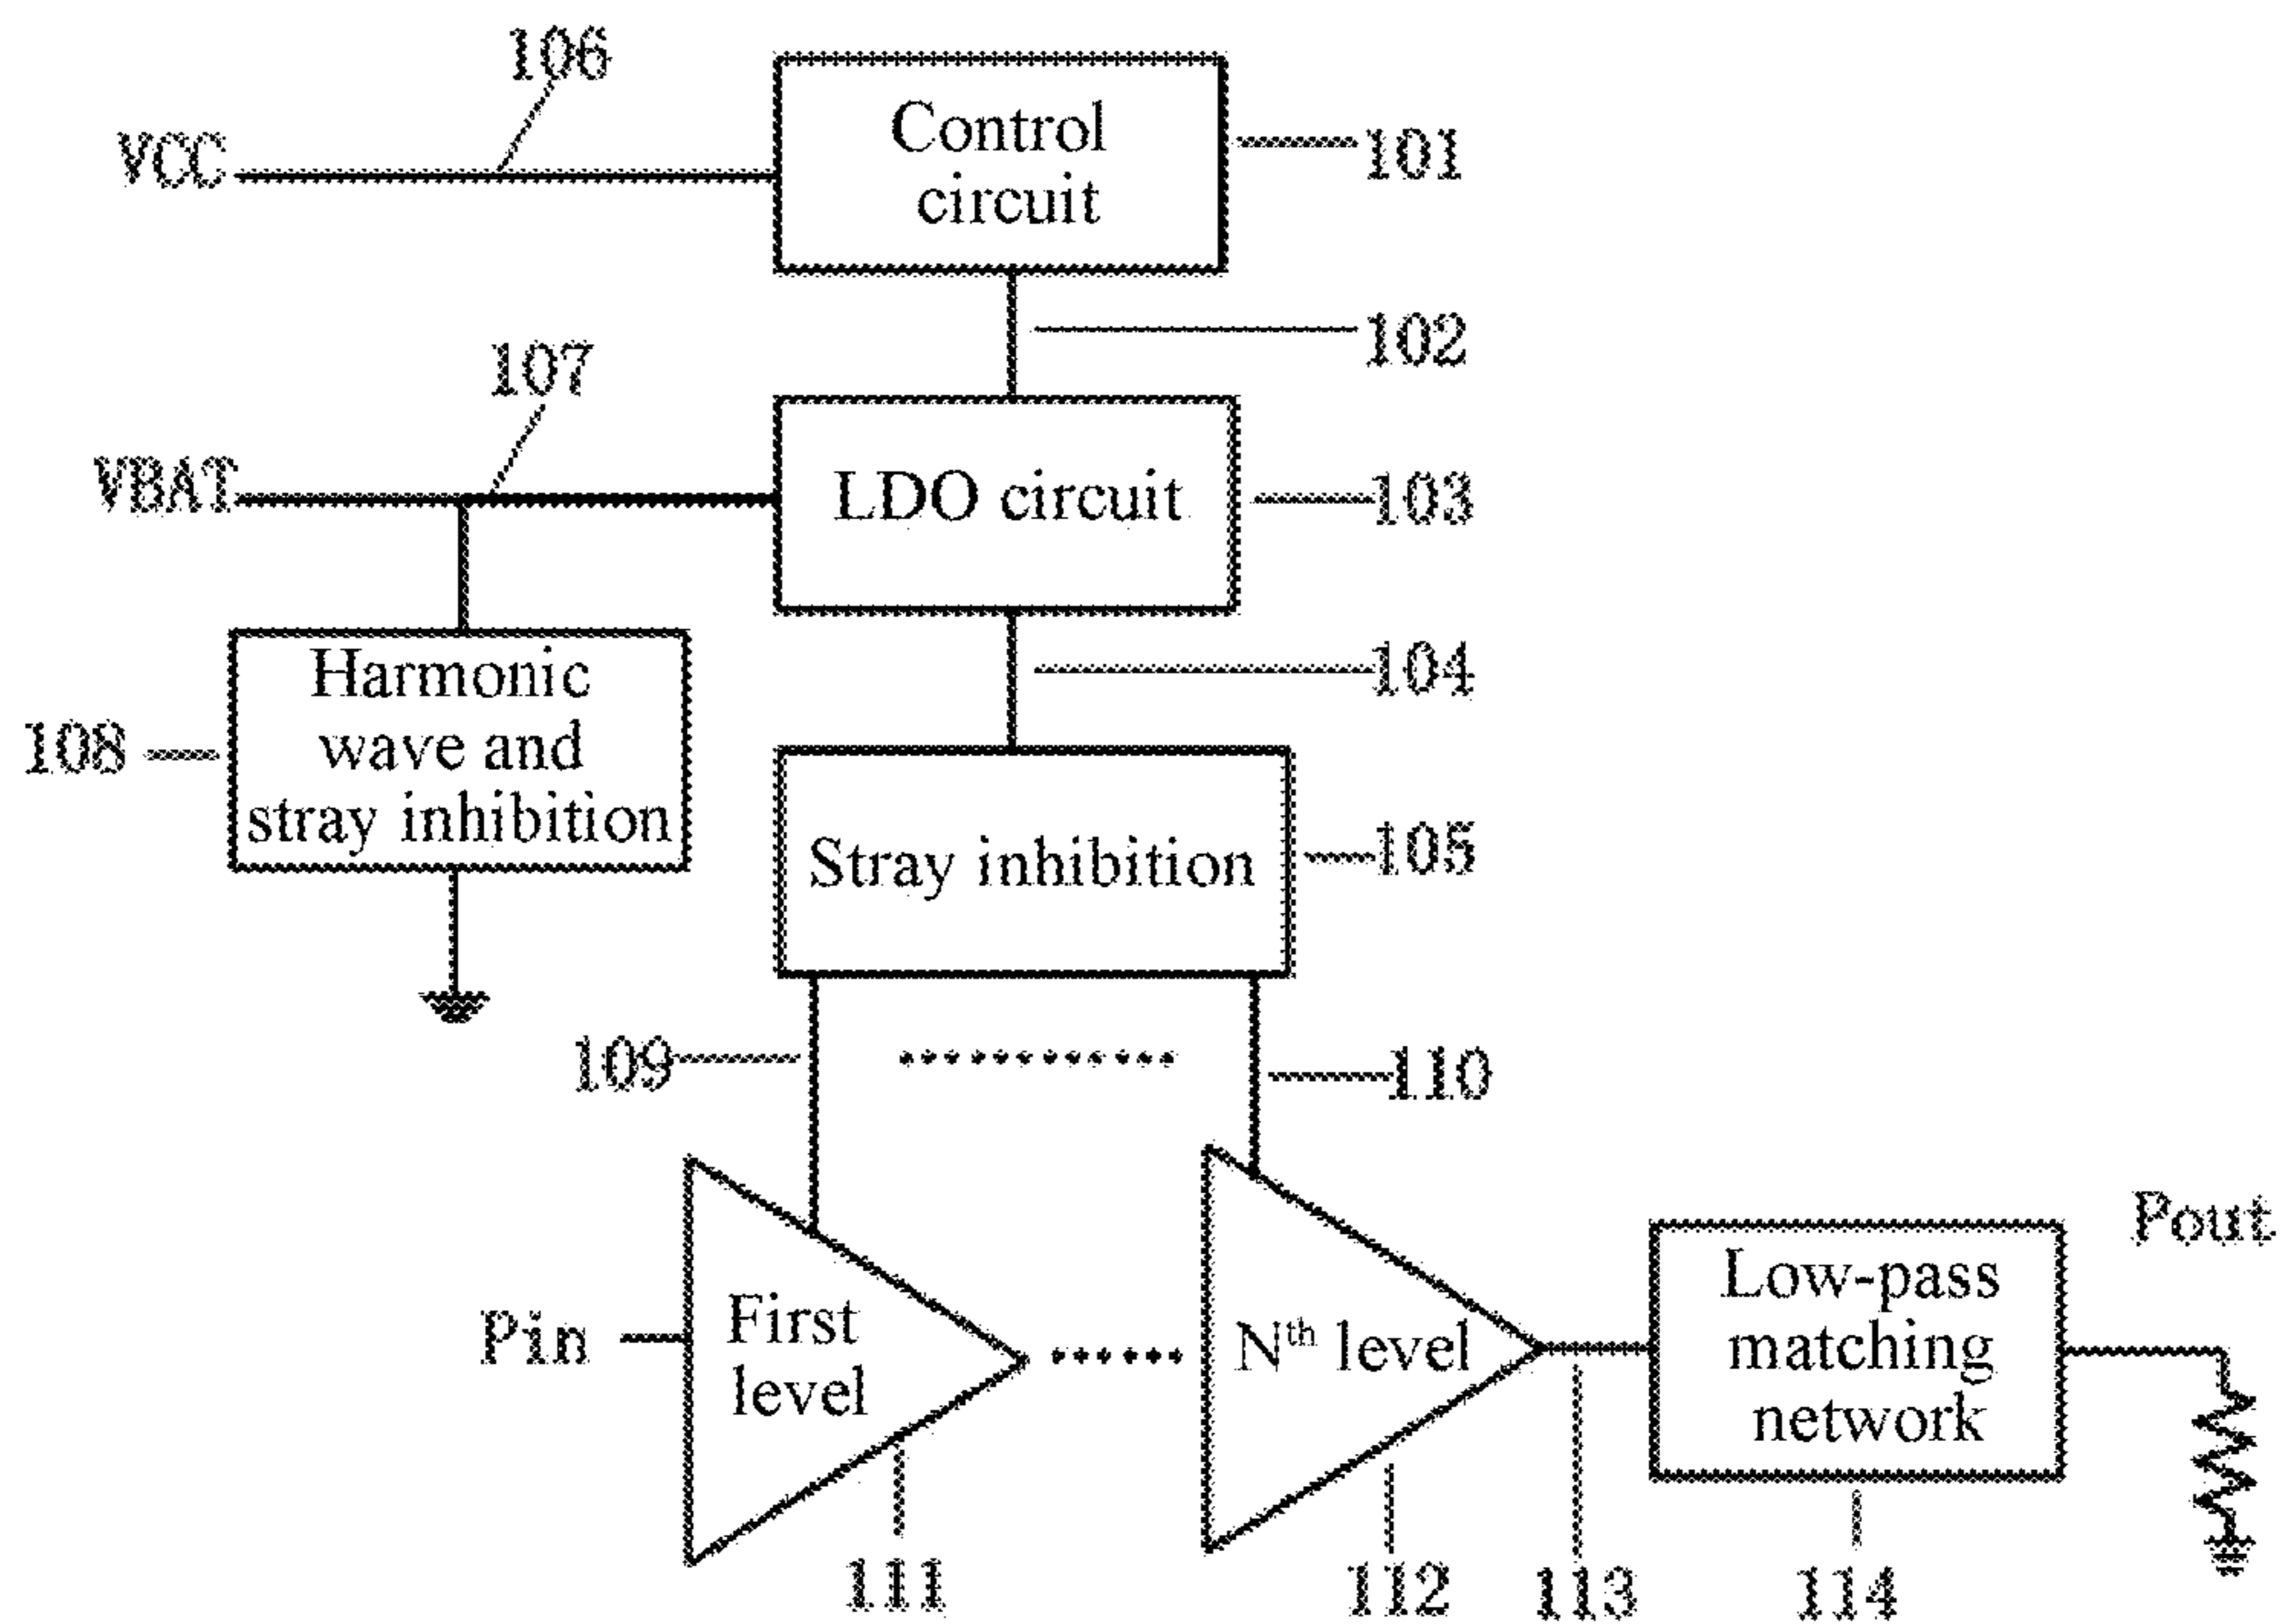 106
VCC
Control
circuit
101
102
107
VBAT
LDO circuit
103
Harmonic
wave and
stray inhibition
108
104
Stray inhibition
105
109
110
Pin
First
level
Nth level
Low-pass
matching
network
Pout
111
112
113
114